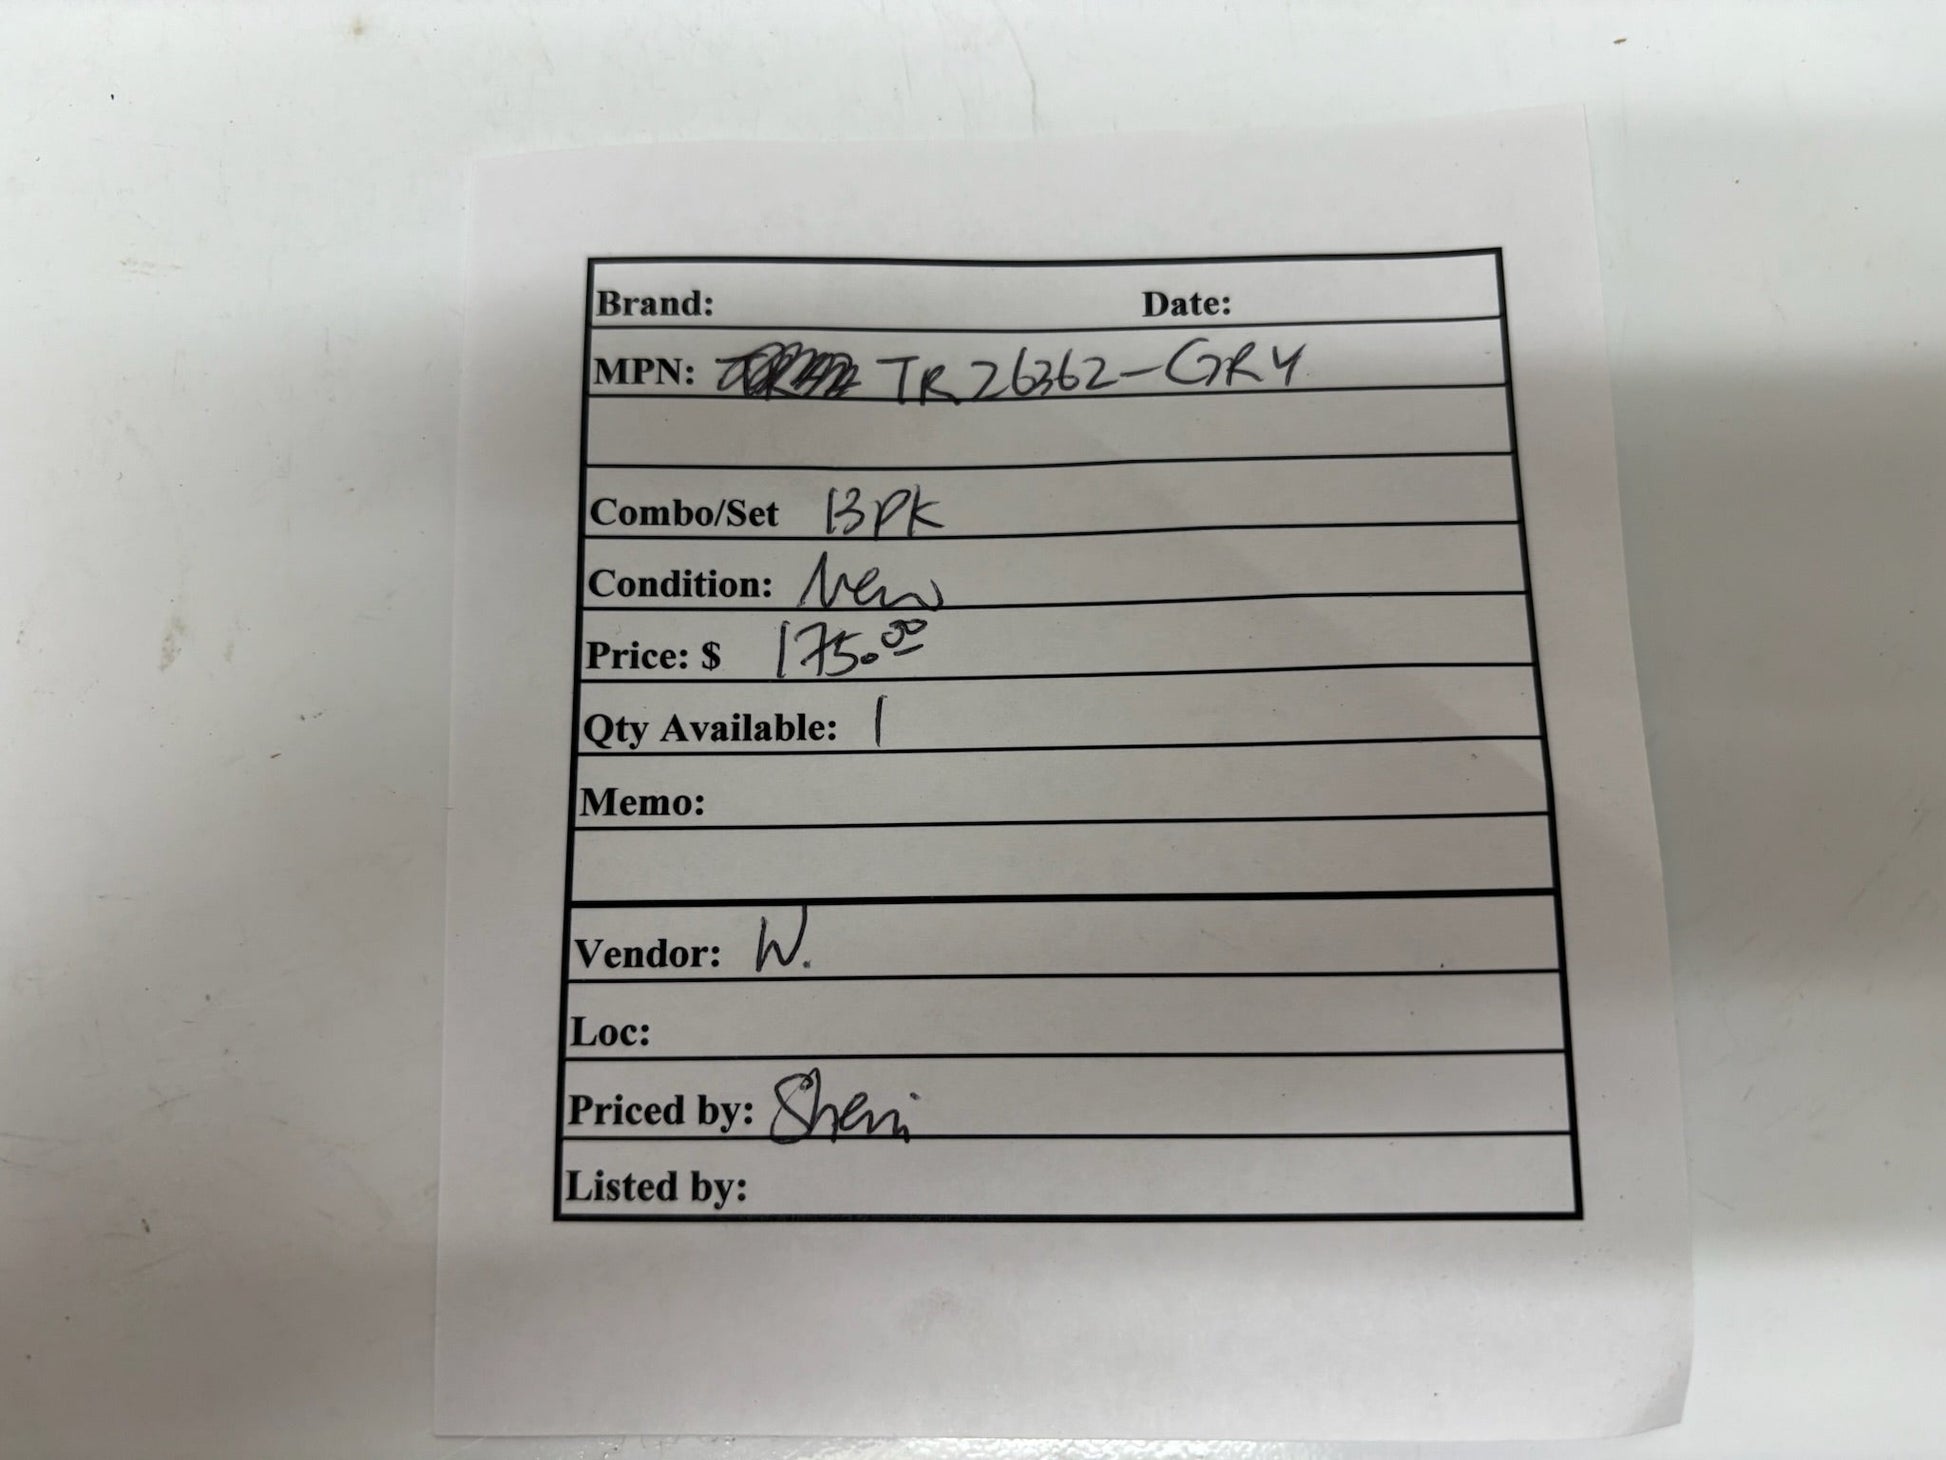 Brand: Date:
MPN: TR26362-GRY
Combo/Set 13PK
Condition: New
Price: $ 175.00
Qty Available: 1
Memo:
Vendor: W.
Loc:
Priced by: Sherri
Listed by: